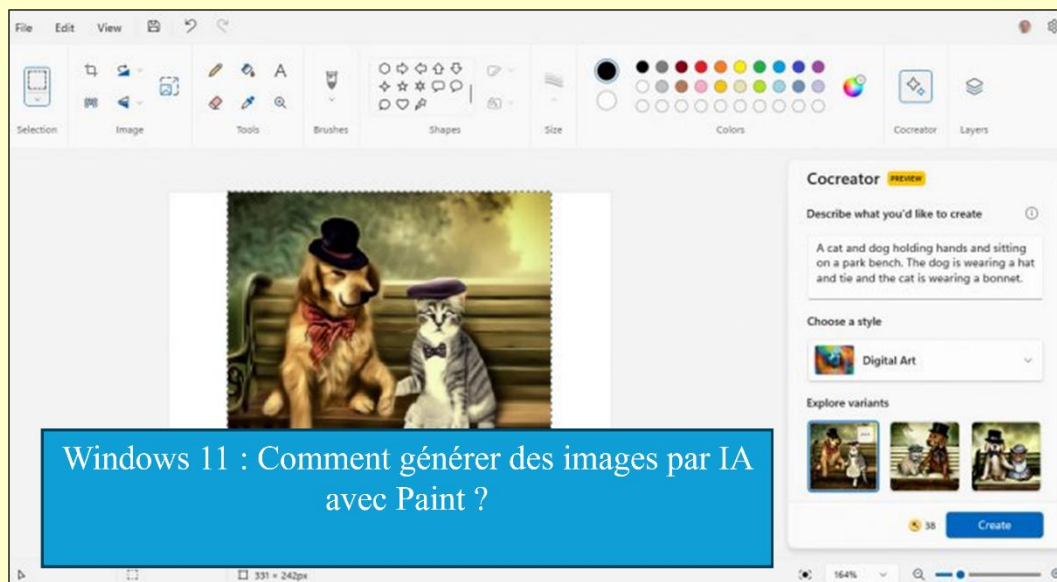 File Edit View
Selection Image Tools Brushes Shapes Size Colors Cocreator Layers
Cocreator PREVIEW
Describe what you'd like to create
A cat and dog holding hands and sitting
on a park bench. The dog is wearing a hat
and tie and the cat is wearing a bonnet.
Choose a style
Digital Art
Explore variants
38 Create
Windows 11 : Comment générer des images par IA
avec Paint ?
331 × 242px 164%